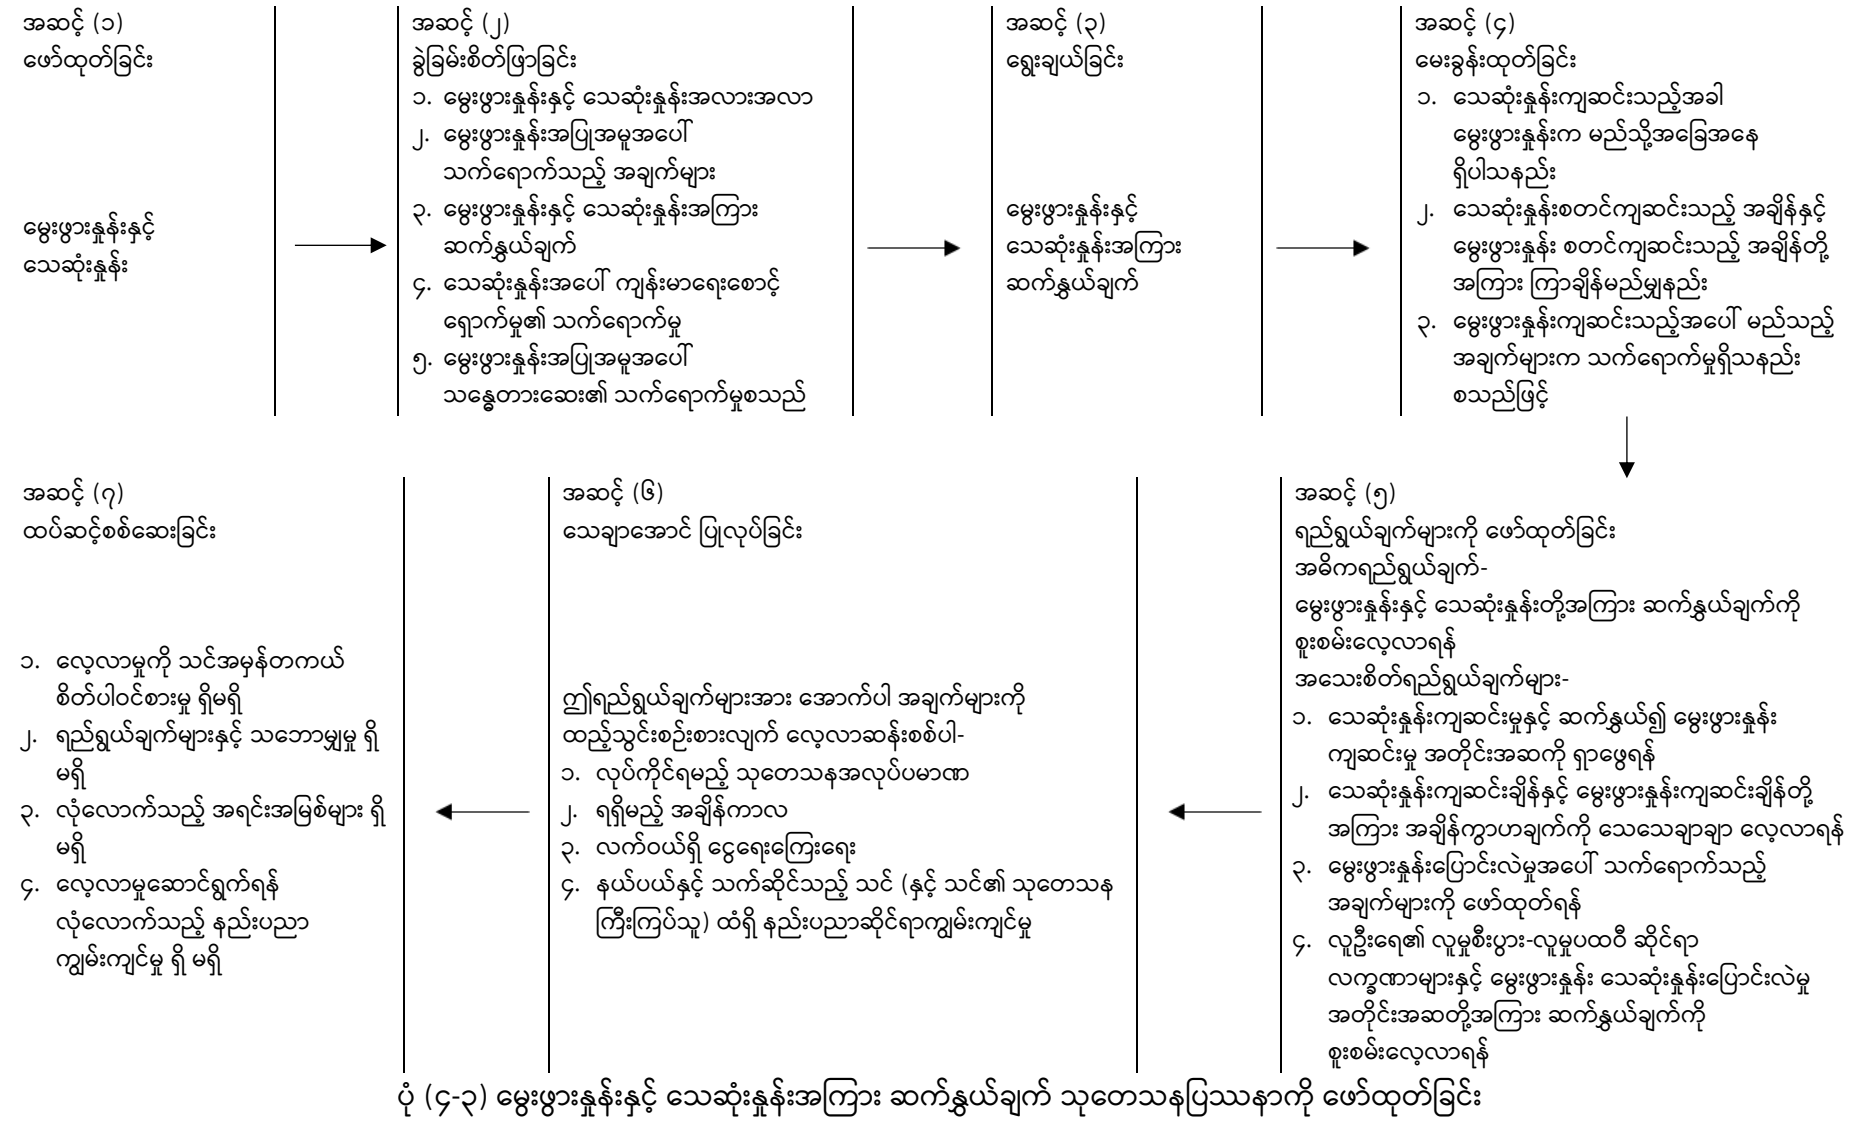 အဆင့် (၁)
ဖော်ထုတ်ခြင်း
မွေးဖွားနှုန်းနှင့်
သေဆုံးနှုန်း
အဆင့် (၂)
ခွဲခြမ်းစိတ်ဖြာခြင်း
၁. မွေးဖွားနှုန်းနှင့် သေဆုံးနှုန်းအလားအလာ
၂. မွေးဖွားနှုန်းအပြုအမူအပေါ်
သက်ရောက်သည့် အချက်များ
၃. မွေးဖွားနှုန်းနှင့် သေဆုံးနှုန်းအကြား
ဆက်နွှယ်ချက်
၄. သေဆုံးနှုန်းအပေါ် ကျန်းမာရေးစောင့်
ရှောက်မှု၏ သက်ရောက်မှု
၅. မွေးဖွားနှုန်းအပြုအမူအပေါ်
သန္ဓေတားဆေး၏ သက်ရောက်မှုစသည်
အဆင့် (၃)
ရွေးချယ်ခြင်း
မွေးဖွားနှုန်းနှင့်
သေဆုံးနှုန်းအကြား
ဆက်နွှယ်ချက်
အဆင့် (၄)
မေးခွန်းထုတ်ခြင်း
၁. သေဆုံးနှုန်းကျဆင်းသည့်အခါ
မွေးဖွားနှုန်းက မည်သို့အခြေအနေ
ရှိပါသနည်း
၂. သေဆုံးနှုန်းစတင်ကျဆင်းသည့် အချိန်နှင့်
မွေးဖွားနှုန်း စတင်ကျဆင်းသည့် အချိန်တို့
အကြား ကြာချိန်မည်မျှနည်း
၃. မွေးဖွားနှုန်းကျဆင်းသည့်အပေါ် မည်သည့်
အချက်များက သက်ရောက်မှုရှိသနည်း
စသည်ဖြင့်
အဆင့် (၅)
ရည်ရွယ်ချက်များကို ဖော်ထုတ်ခြင်း
အဓိကရည်ရွယ်ချက်-
မွေးဖွားနှုန်းနှင့် သေဆုံးနှုန်းတို့အကြား ဆက်နွှယ်ချက်ကို
စူးစမ်းလေ့လာရန်
အသေးစိတ်ရည်ရွယ်ချက်များ-
၁. သေဆုံးနှုန်းကျဆင်းမှုနှင့် ဆက်နွှယ်၍ မွေးဖွားနှုန်း
ကျဆင်းမှု အတိုင်းအဆကို ရှာဖွေရန်
၂. သေဆုံးနှုန်းကျဆင်းချိန်နှင့် မွေးဖွားနှုန်းကျဆင်းချိန်တို့
အကြား အချိန်ကွာဟချက်ကို သေသေချာချာ လေ့လာရန်
၃. မွေးဖွားနှုန်းပြောင်းလဲမှုအပေါ် သက်ရောက်သည့်
အချက်များကို ဖော်ထုတ်ရန်
၄. လူဦးရေ၏ လူမှုစီးပွား-လူမှုပထဝီ ဆိုင်ရာ
လက္ခဏာများနှင့် မွေးဖွားနှုန်း သေဆုံးနှုန်းပြောင်းလဲမှု
အတိုင်းအဆတို့အကြား ဆက်နွှယ်ချက်ကို
စူးစမ်းလေ့လာရန်
အဆင့် (၆)
သေချာအောင် ပြုလုပ်ခြင်း
ဤရည်ရွယ်ချက်များအား အောက်ပါ အချက်များကို
ထည့်သွင်းစဉ်းစားလျက် လေ့လာဆန်းစစ်ပါ-
၁. လုပ်ကိုင်ရမည့် သုတေသနအလုပ်ပမာဏ
၂. ရရှိမည့် အချိန်ကာလ
၃. လက်ဝယ်ရှိ ငွေရေးကြေးရေး
၄. နယ်ပယ်နှင့် သက်ဆိုင်သည့် သင် (နှင့် သင်၏ သုတေသန
ကြီးကြပ်သူ) ထံရှိ နည်းပညာဆိုင်ရာကျွမ်းကျင်မှု
အဆင့် (၇)
ထပ်ဆင့်စစ်ဆေးခြင်း
၁. လေ့လာမှုကို သင်အမှန်တကယ်
စိတ်ပါဝင်စားမှု ရှိမရှိ
၂. ရည်ရွယ်ချက်များနှင့် သဘောမျှမှု ရှိ
မရှိ
၃. လုံလောက်သည့် အရင်းအမြစ်များ ရှိ
မရှိ
၄. လေ့လာမှုဆောင်ရွက်ရန်
လုံလောက်သည့် နည်းပညာ
ကျွမ်းကျင်မှု ရှိ မရှိ
ပုံ (၄-၃) မွေးဖွားနှုန်းနှင့် သေဆုံးနှုန်းအကြား ဆက်နွှယ်ချက် သုတေသနပြဿနာကို ဖော်ထုတ်ခြင်း